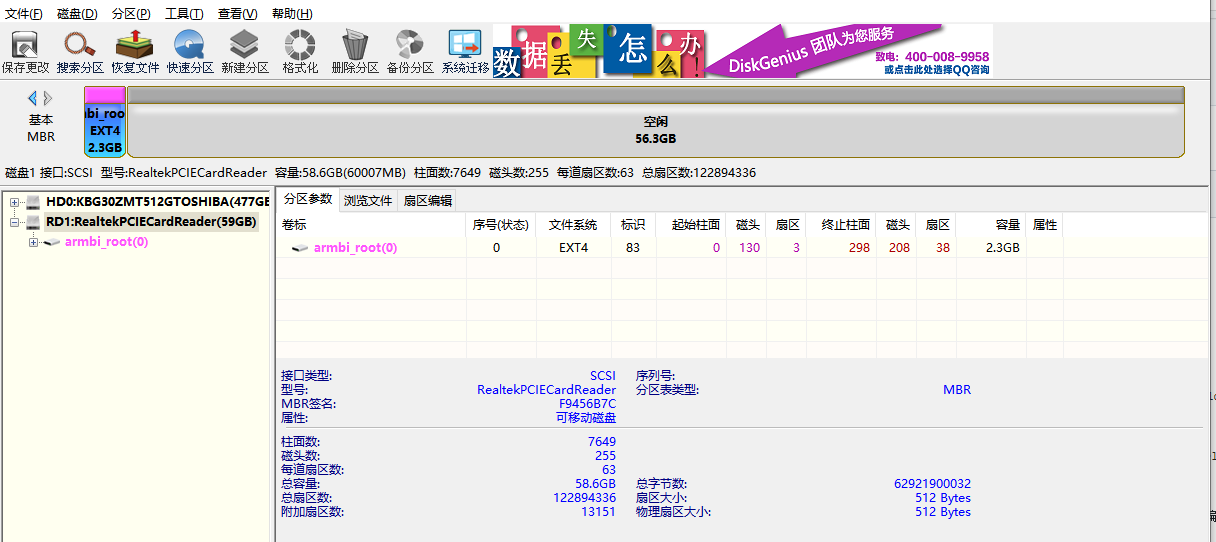 文件(F) 磁盘(D) 分区(P) 工具(T) 查看(V) 帮助(H)
保存更改 搜索分区 恢复文件 快速分区 新建分区 格式化 删除分区 备份分区 系统迁移
数据丢失怎么办!
DiskGenius 团队为您服务
致电: 400-008-9958
或点击此处选择QQ咨询
基本
MBR
bi_roo
EXT4
2.3GB
空闲
56.3GB
磁盘1 接口:SCSI 型号:RealtekPCIECardReader 容量:58.6GB(60007MB) 柱面数:7649 磁头数:255 每道扇区数:63 总扇区数:122894336
HD0:KBG30ZMT512GTOSHIBA(477GB
RD1:RealtekPCIECardReader(59GB)
armbi_root(0)
分区参数 浏览文件 扇区编辑
卷标 序号(状态) 文件系统 标识 起始柱面 磁头 扇区 终止柱面 磁头 扇区 容量 属性
armbi_root(0) 0 EXT4 83 0 130 3 298 208 38 2.3GB
接口类型: SCSI 序列号:
型号: RealtekPCIECardReader 分区表类型: MBR
MBR签名: F9456B7C
属性: 可移动磁盘
柱面数: 7649
磁头数: 255
每道扇区数: 63
总容量: 58.6GB 总字节数: 62921900032
总扇区数: 122894336 扇区大小: 512 Bytes
附加扇区数: 13151 物理扇区大小: 512 Bytes